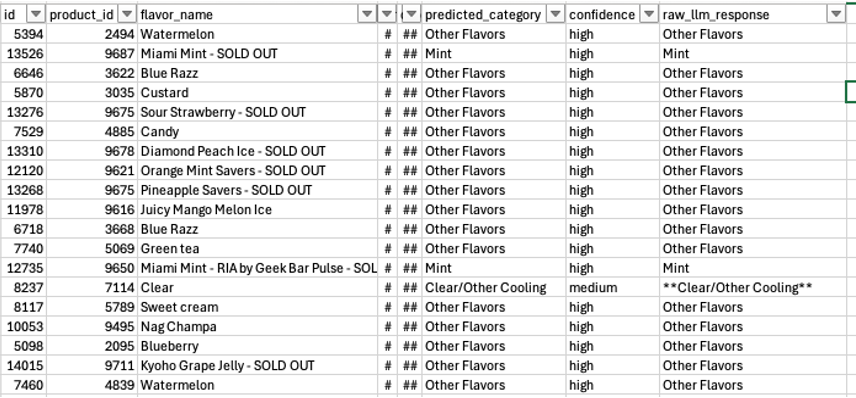 id product_id flavor_name predicted_category confidence raw_llm_response
5394 2494 Watermelon # ## Other Flavors high Other Flavors
13526 9687 Miami Mint - SOLD OUT # ## Mint high Mint
6646 3622 Blue Razz # ## Other Flavors high Other Flavors
5870 3035 Custard # ## Other Flavors high Other Flavors
13276 9675 Sour Strawberry - SOLD OUT # ## Other Flavors high Other Flavors
7529 4885 Candy # ## Other Flavors high Other Flavors
13310 9678 Diamond Peach Ice - SOLD OUT # ## Other Flavors high Other Flavors
12120 9621 Orange Mint Savers - SOLD OUT # ## Other Flavors high Other Flavors
13268 9675 Pineapple Savers - SOLD OUT # ## Other Flavors high Other Flavors
11978 9616 Juicy Mango Melon Ice # ## Other Flavors high Other Flavors
6718 3668 Blue Razz # ## Other Flavors high Other Flavors
7740 5069 Green tea # ## Other Flavors high Other Flavors
12735 9650 Miami Mint - RIA by Geek Bar Pulse - SOL # ## Mint high Mint
8237 7114 Clear # ## Clear/Other Cooling medium **Clear/Other Cooling**
8117 5789 Sweet cream # ## Other Flavors high Other Flavors
10053 9495 Nag Champa # ## Other Flavors high Other Flavors
5098 2095 Blueberry # ## Other Flavors high Other Flavors
14015 9711 Kyoho Grape Jelly - SOLD OUT # ## Other Flavors high Other Flavors
7460 4839 Watermelon # ## Other Flavors high Other Flavors